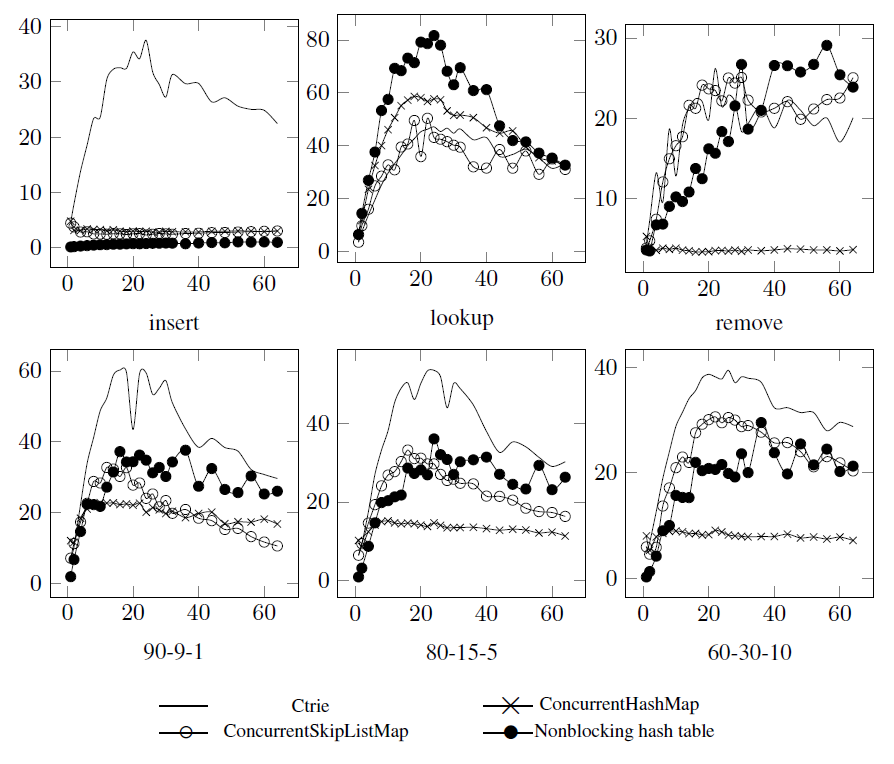 40
30
20
10
0
0 20 40 60
insert
80
60
40
20
0
0 20 40 60
lookup
30
20
10
0 20 40 60
remove
60
40
20
0
0 20 40 60
90-9-1
40
20
0
0 20 40 60
80-15-5
40
20
0
0 20 40 60
60-30-10
Ctrie
ConcurrentHashMap
ConcurrentSkipListMap
Nonblocking hash table